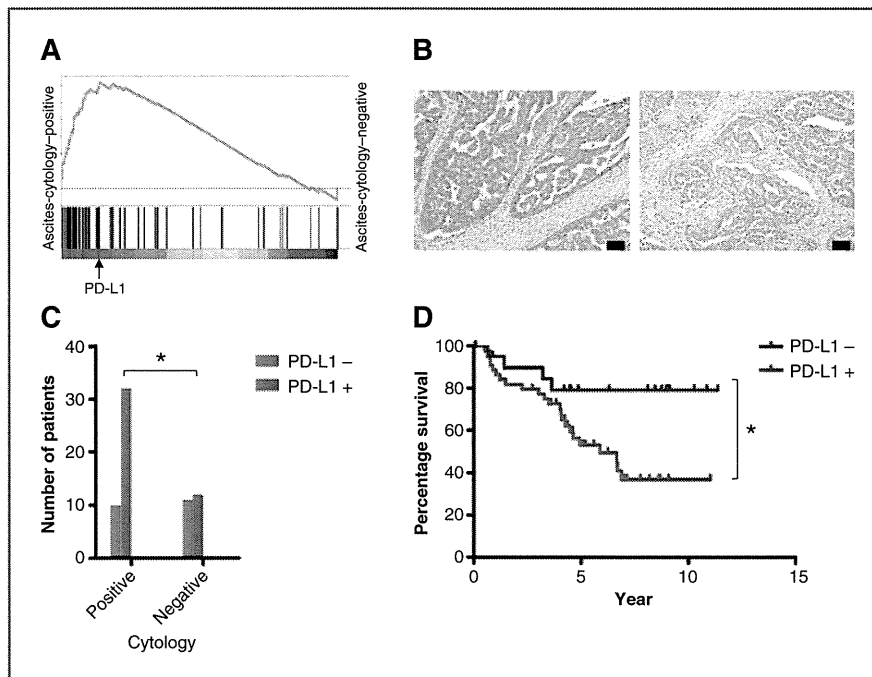 A
Ascites-cytology–positive
Ascites-cytology–negative
PD-L1
B
C
Number of patients
40
30
20
10
0
*
PD-L1 –
PD-L1 +
Positive
Negative
Cytology
D
Percentage survival
100
80
60
40
20
0
0
5
10
15
Year
PD-L1 –
PD-L1 +
*